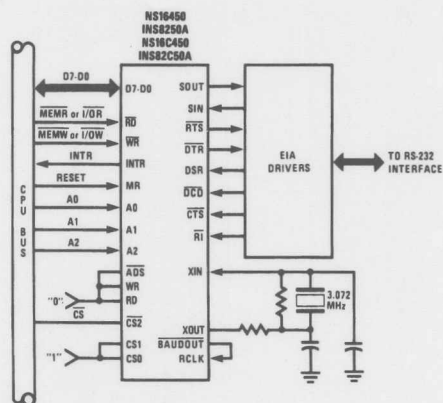 NS16450
INS8250A
NS16C450
INS82C50A
D7-D0
D7-D0
MEMR or I/OR
RD
MEMW or I/OW
WR
INTR
INTR
RESET
MR
A0
A0
A1
A1
A2
A2
ADS
WR
RD
"0"
CS
CS2
"1"
CS1
CS0
CPU BUS
SOUT
SIN
RTS
DTR
DSR
DCD
CTS
RI
XIN
XOUT
BAUDOUT
RCLK
EIA
DRIVERS
TO RS-232
INTERFACE
3.072
MHz